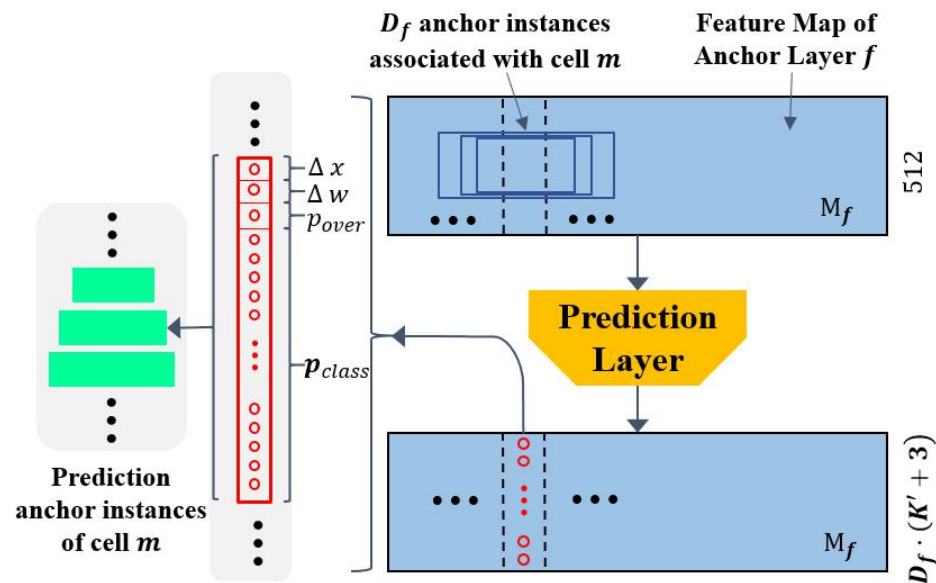 D_f anchor instances
associated with cell m
Feature Map of
Anchor Layer f
512
M_f
Δ x
Δ w
p_over
p_class
Prediction
Layer
Prediction
anchor instances
of cell m
D_f · (K' + 3)
M_f